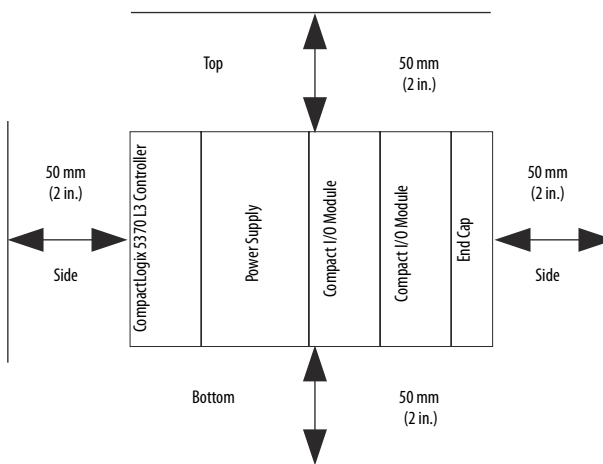 Top
50 mm
(2 in.)
50 mm
(2 in.)
Side
CompactLogix 5370 L3 Controller
Power Supply
Compact I/O Module
Compact I/O Module
End Cap
50 mm
(2 in.)
Side
Bottom
50 mm
(2 in.)